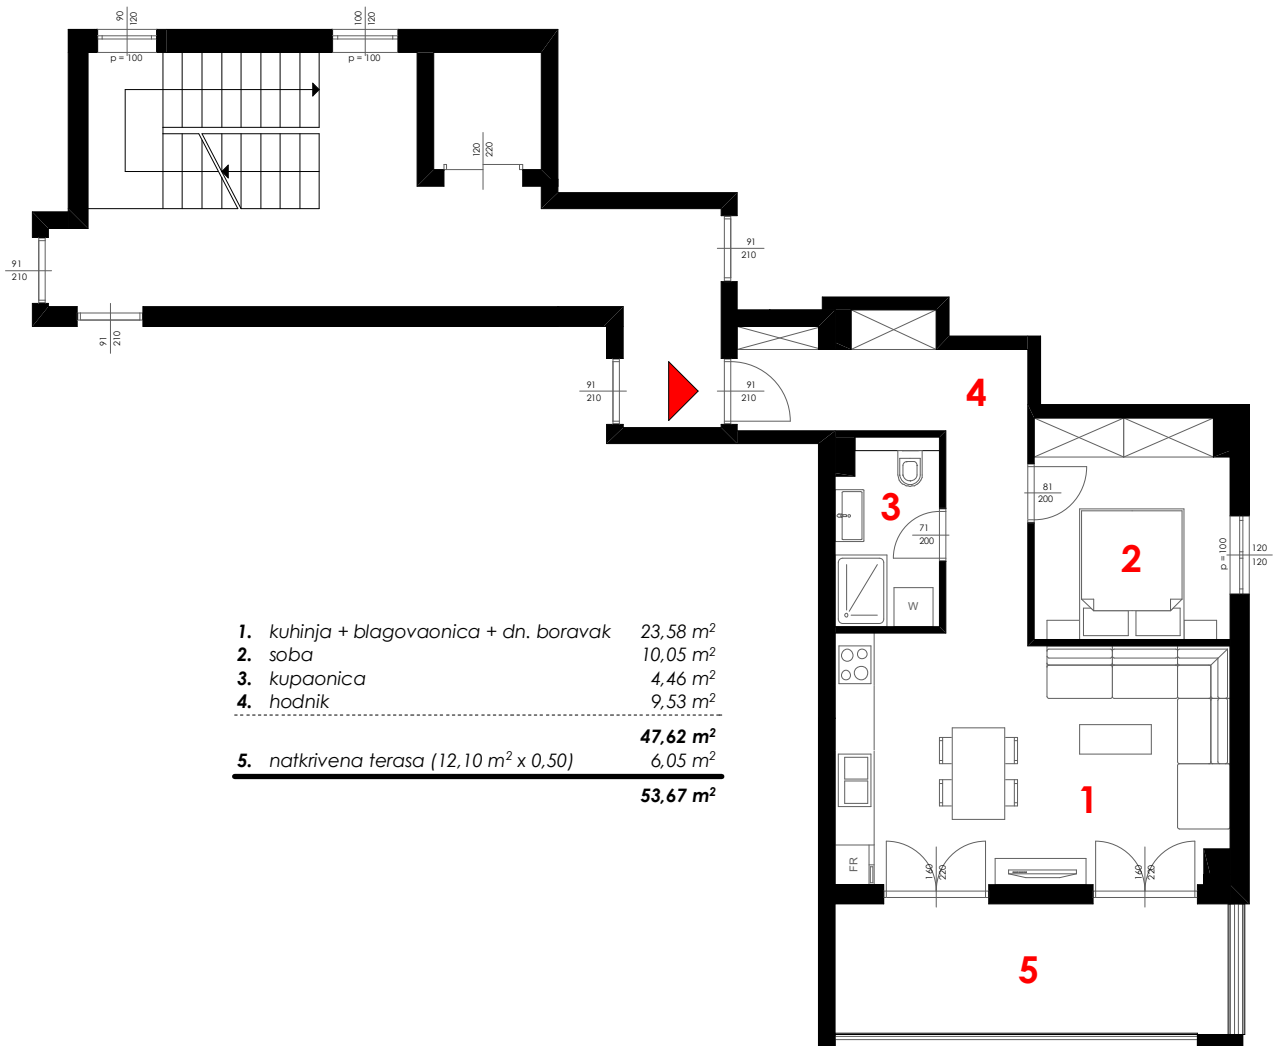 90
120
p = 100
100
120
p = 100
120
220
91
210
91
210
91
210
91
210
91
210
4
81
200
3
71
200
2
p = 100
120
120
W
1. kuhinja + blagovaonica + dn. boravak 23,58 m²
2. soba 10,05 m²
3. kupaonica 4,46 m²
4. hodnik 9,53 m²
47,62 m²
5. natkrivena terasa (12,10 m² x 0,50) 6,05 m²
53,67 m²
1
FR
160
220
160
220
5